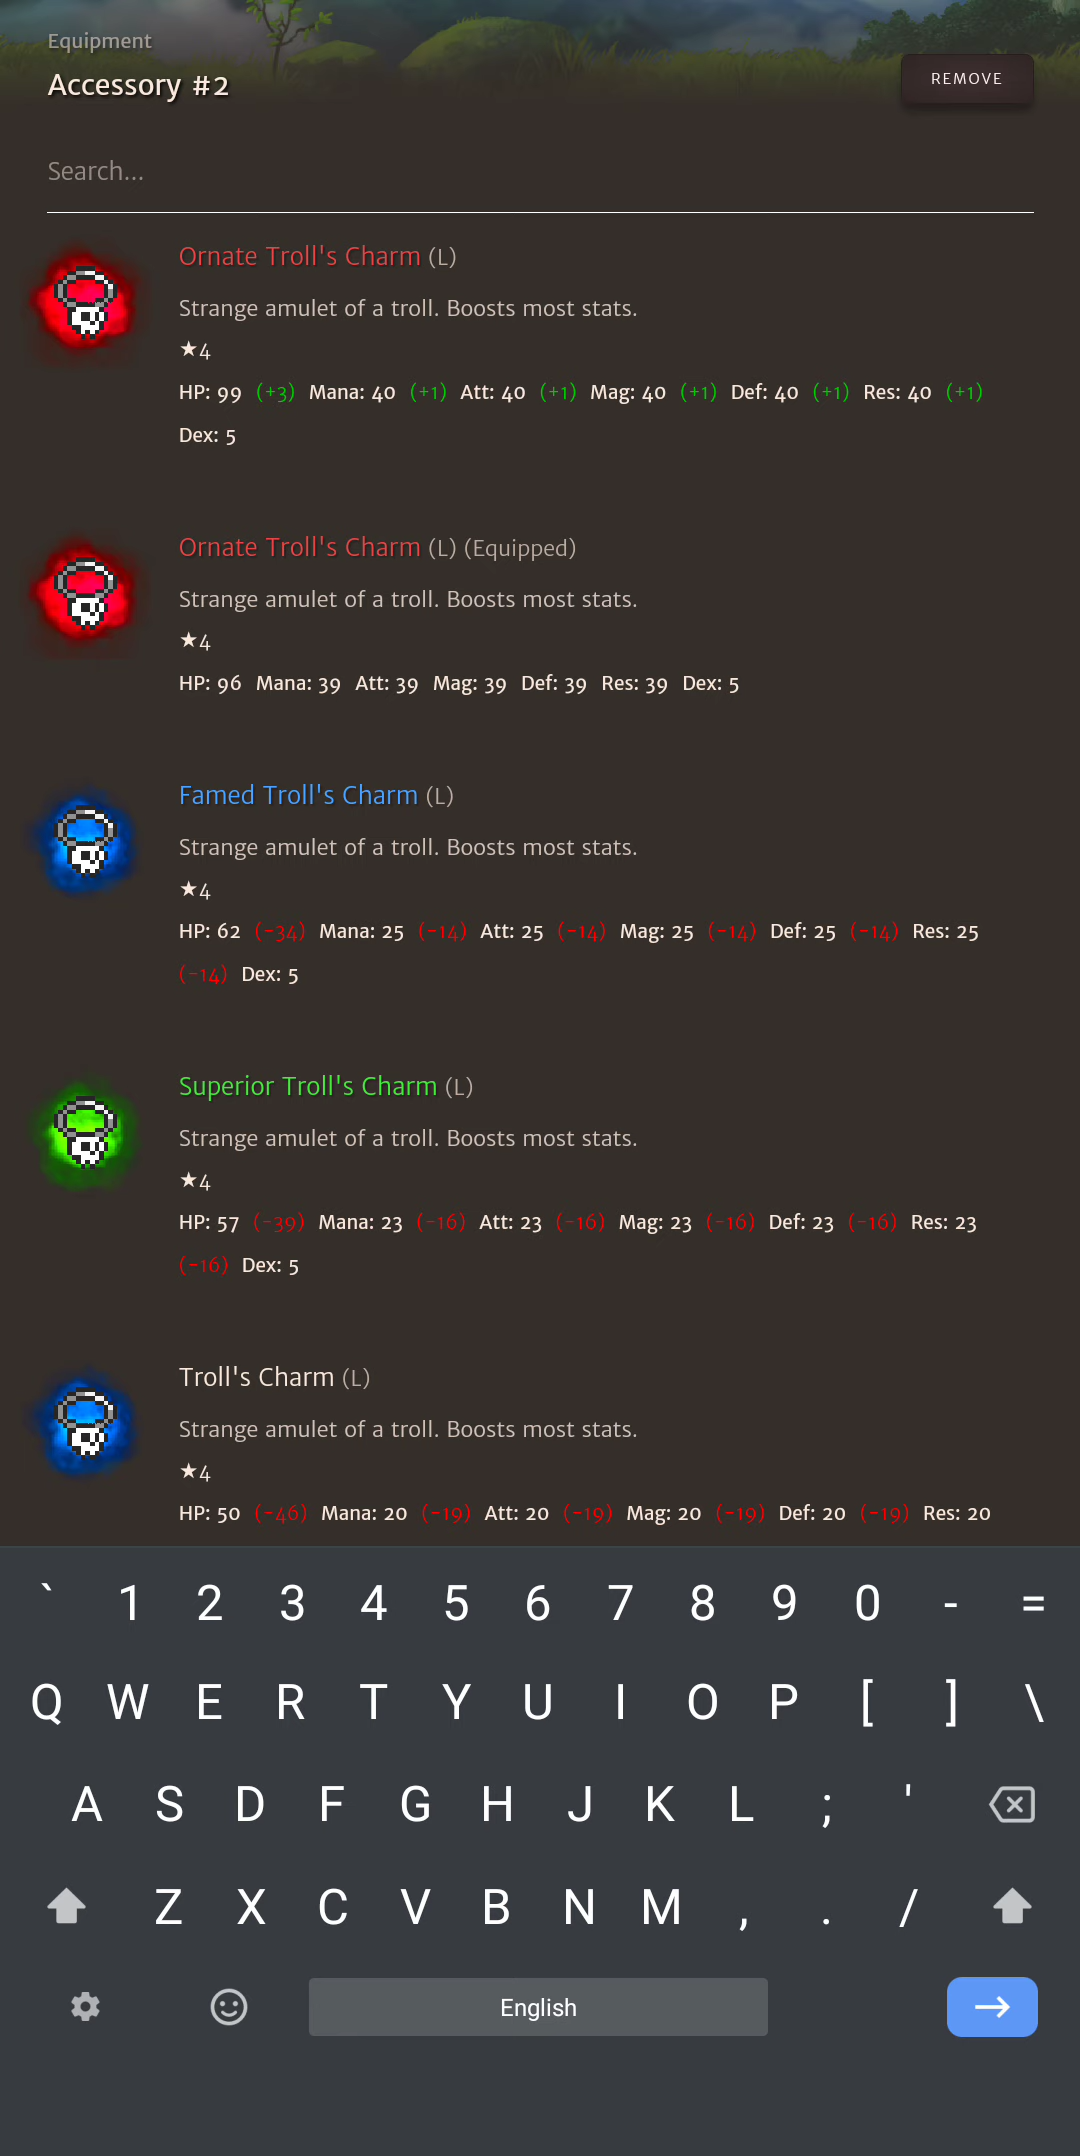 Equipment
Accessory #2
REMOVE
Search...
Ornate Troll's Charm (L)
Strange amulet of a troll. Boosts most stats.
★4
HP: 99 (+3) Mana: 40 (+1) Att: 40 (+1) Mag: 40 (+1) Def: 40 (+1) Res: 40 (+1)
Dex: 5
Ornate Troll's Charm (L) (Equipped)
Strange amulet of a troll. Boosts most stats.
★4
HP: 96 Mana: 39 Att: 39 Mag: 39 Def: 39 Res: 39 Dex: 5
Famed Troll's Charm (L)
Strange amulet of a troll. Boosts most stats.
★4
HP: 62 (-34) Mana: 25 (-14) Att: 25 (-14) Mag: 25 (-14) Def: 25 (-14) Res: 25
(-14) Dex: 5
Superior Troll's Charm (L)
Strange amulet of a troll. Boosts most stats.
★4
HP: 57 (-39) Mana: 23 (-16) Att: 23 (-16) Mag: 23 (-16) Def: 23 (-16) Res: 23
(-16) Dex: 5
Troll's Charm (L)
Strange amulet of a troll. Boosts most stats.
★4
HP: 50 (-46) Mana: 20 (-19) Att: 20 (-19) Mag: 20 (-19) Def: 20 (-19) Res: 20
` 1 2 3 4 5 6 7 8 9 0 - =
Q W E R T Y U I O P [ ] \
A S D F G H J K L ; '
Z X C V B N M , . /
English